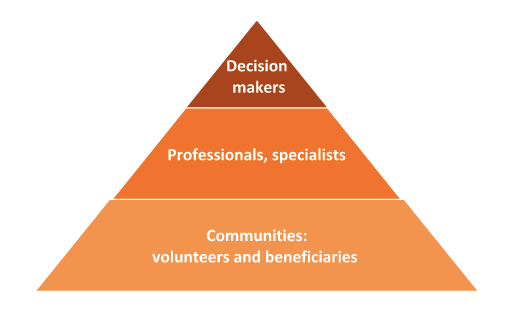 Decision
makers
Professionals, specialists
Communities:
volunteers and beneficiaries